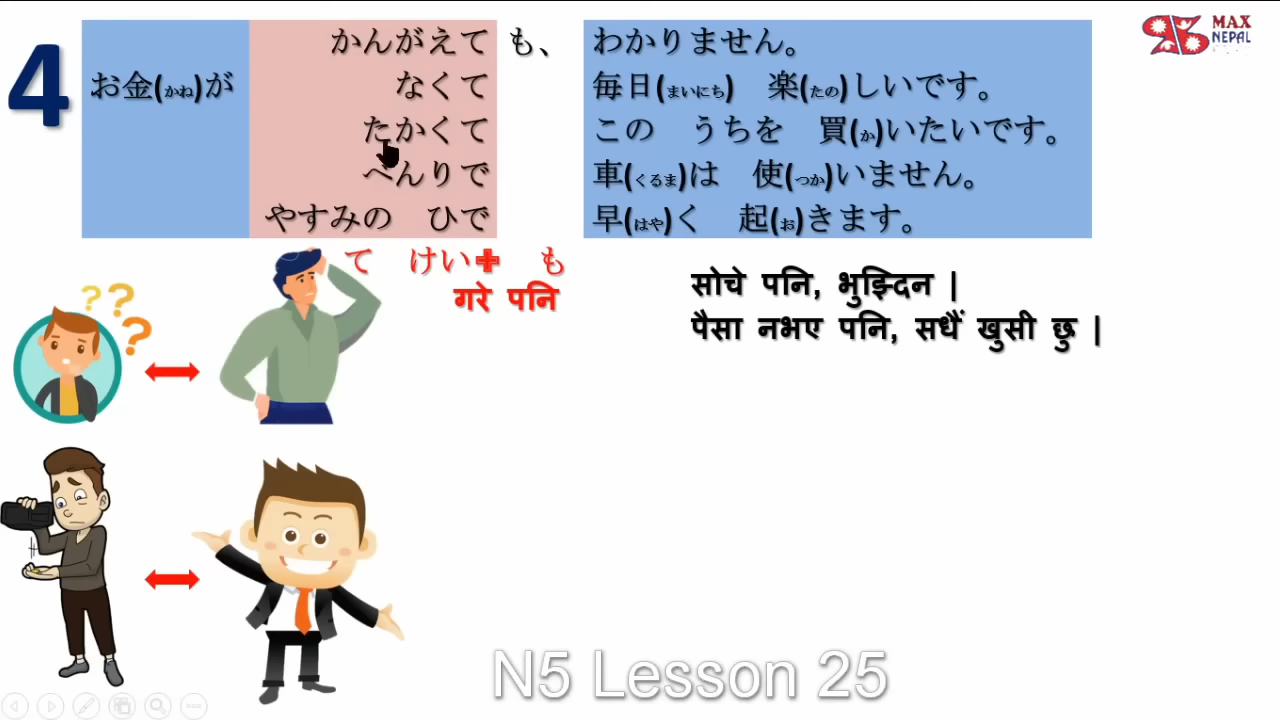 4
かんがえて も、 わかりません。
お金(かね)が なくて 毎日(まいにち) 楽(たの)しいです。
たかくて この うちを 買(か)いたいです。
べんりで 車(くるま)は 使(つか)いません。
やすみの ひで 早(はや)く 起(お)きます。
て けい+ も
गरे पनि
सोचे पनि, भुझ्दिन |
पैसा नभए पनि, सधैं खुसी छु |
???
N5 Lesson 25
MAX
NEPAL